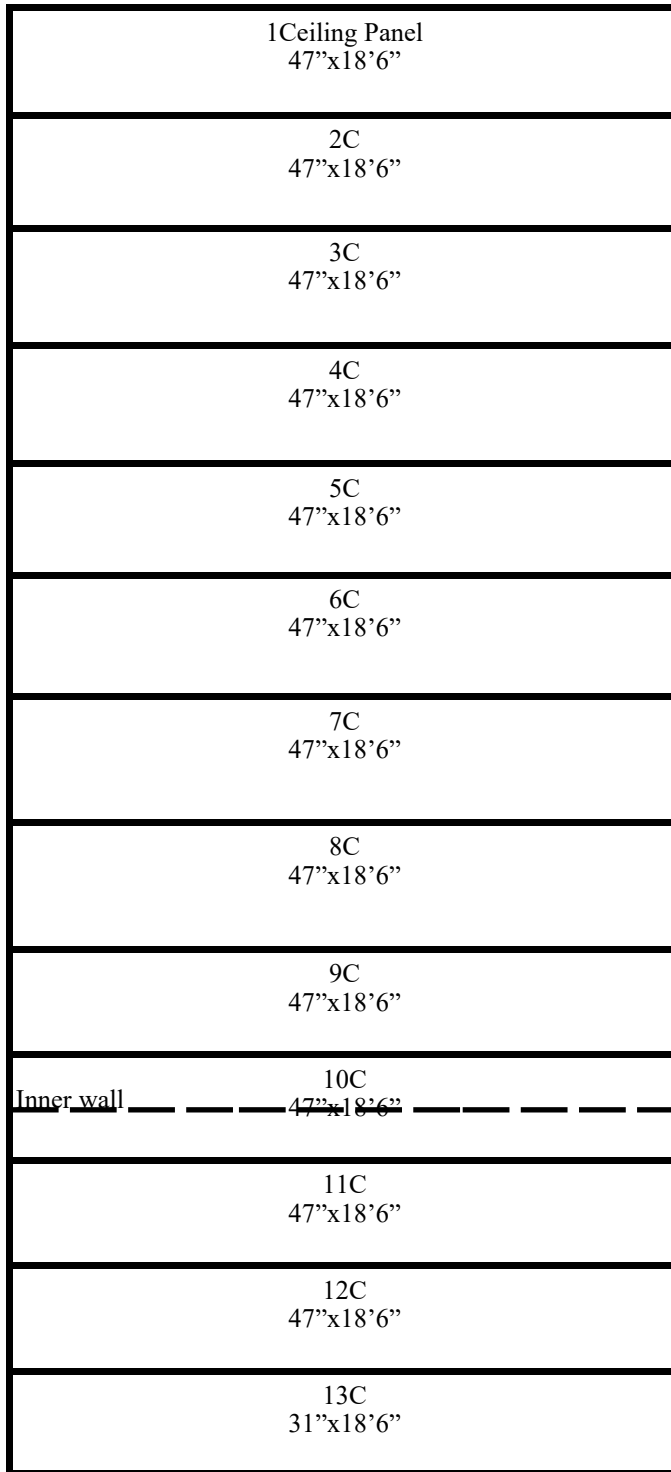 1Ceiling Panel
47”x18’6”
2C
47”x18’6”
3C
47”x18’6”
4C
47”x18’6”
5C
47”x18’6”
6C
47”x18’6”
7C
47”x18’6”
8C
47”x18’6”
9C
47”x18’6”
10C
Inner wall
47”x18’6”
11C
47”x18’6”
12C
47”x18’6”
13C
31”x18’6”